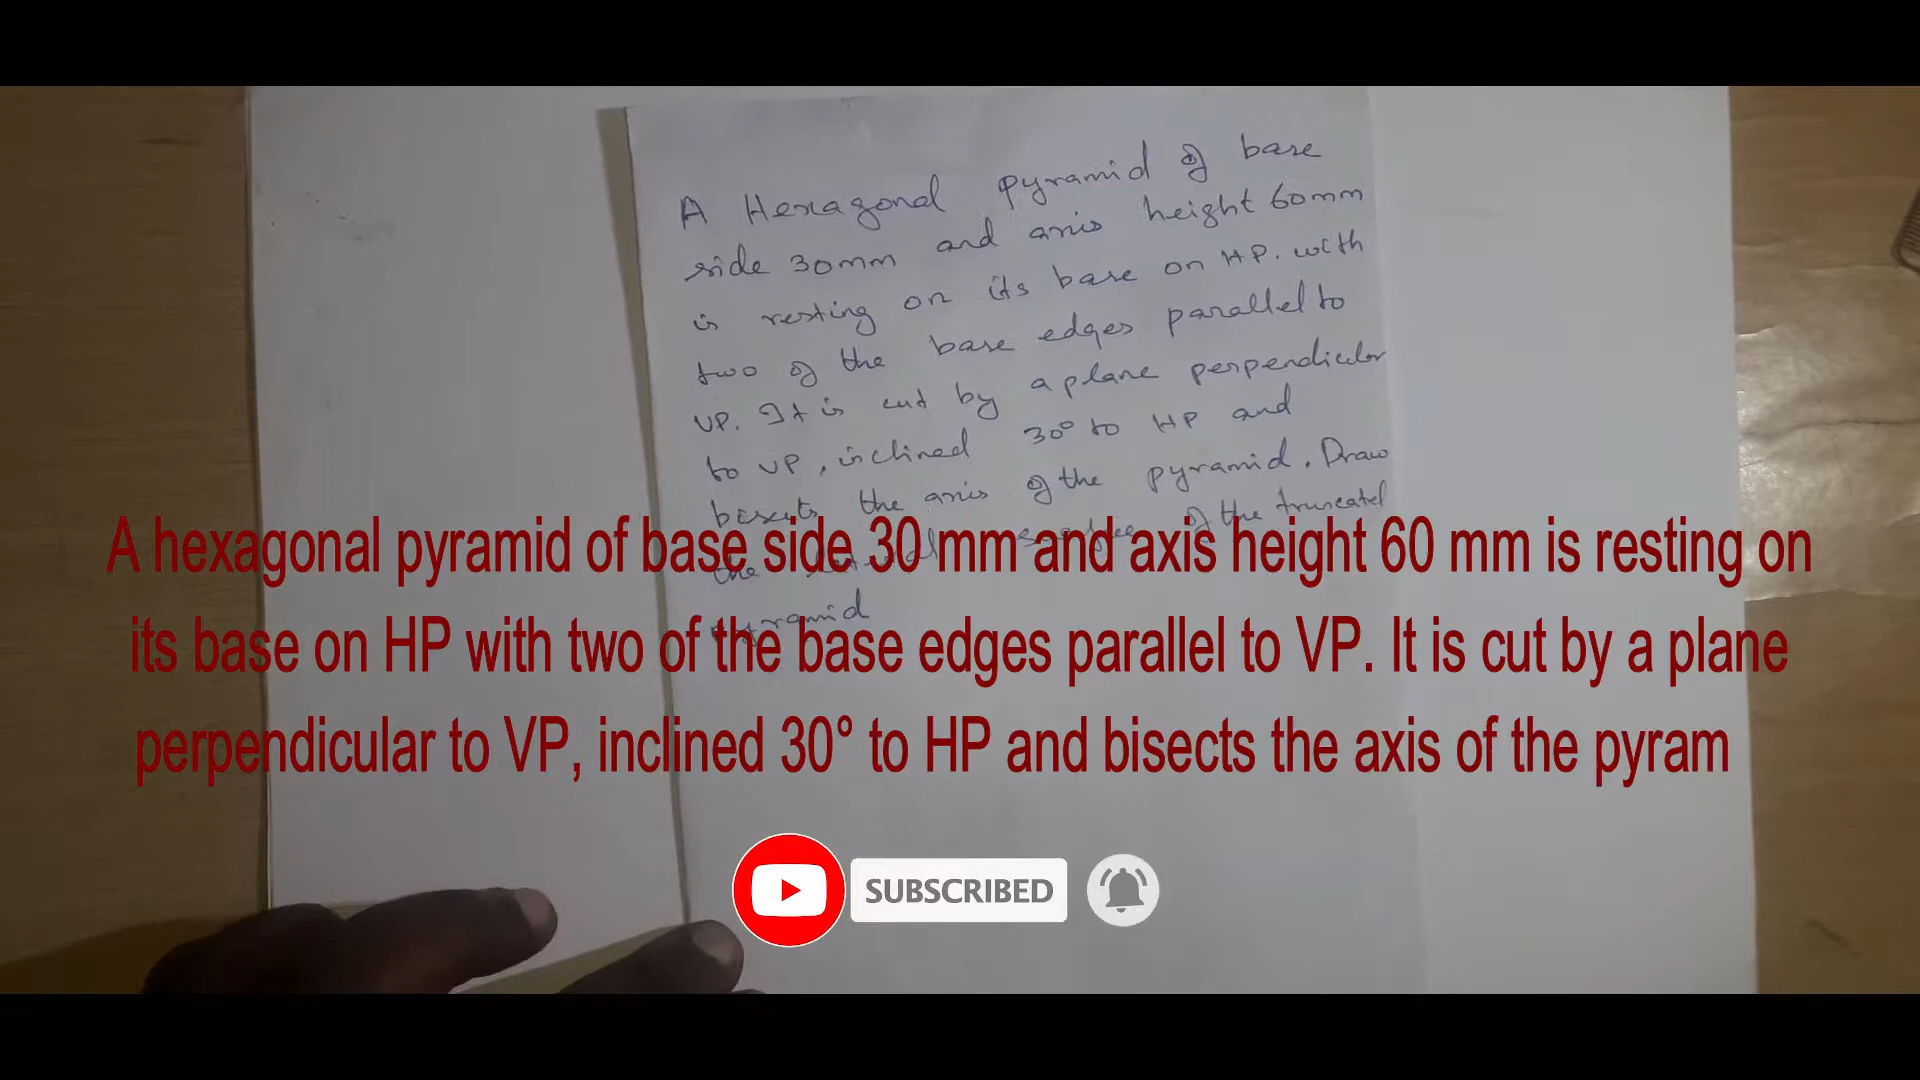 A Hexagonal pyramid of base
side 30mm and axis height 60mm
is resting on its base on HP. with
two of the base edges parallel to
VP. It is cut by a plane perpendicular
to VP, inclined 30° to HP and
bisects the axis of the pyramid. Draw
the surface of the truncated
pyramid
A hexagonal pyramid of base side 30 mm and axis height 60 mm is resting on
its base on HP with two of the base edges parallel to VP. It is cut by a plane
perpendicular to VP, inclined 30° to HP and bisects the axis of the pyram
SUBSCRIBED